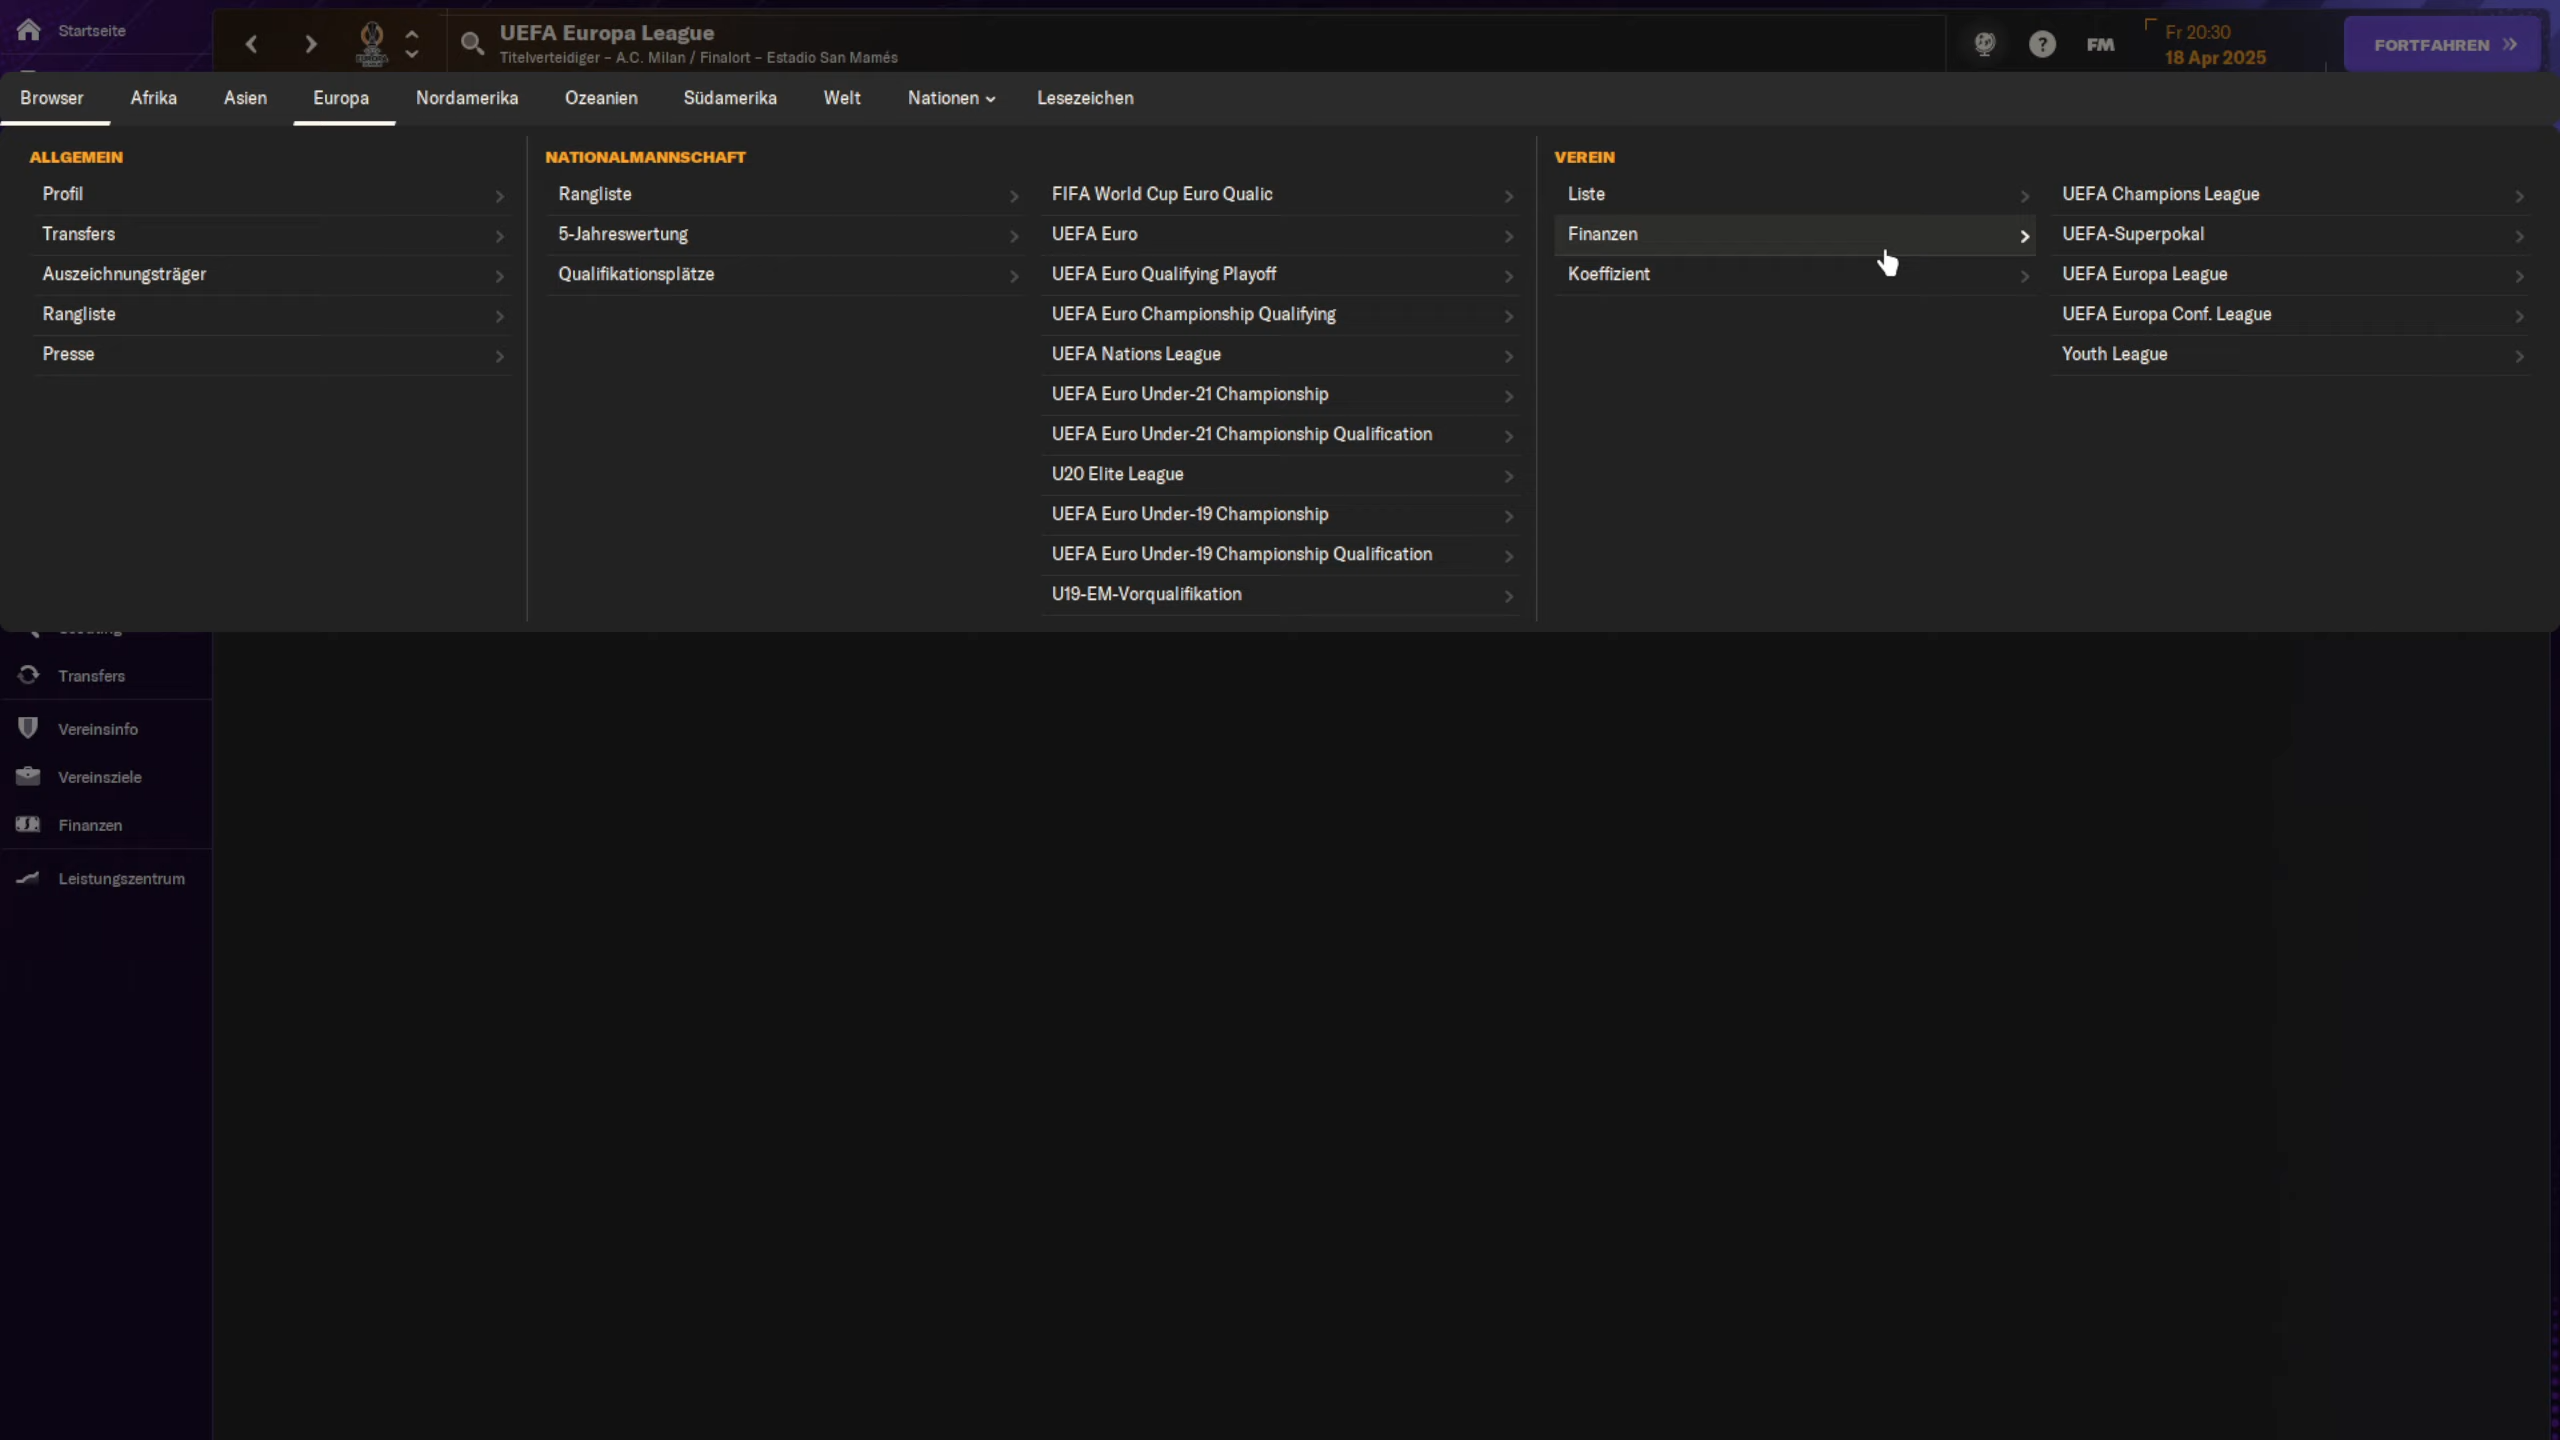 Startseite
UEFA Europa League
Titelverteidiger – A.C. Milan / Finalort – Estadio San Mamés
FM
Fr 20:30
18 Apr 2025
FORTFAHREN
Browser
Afrika
Asien
Europa
Nordamerika
Ozeanien
Südamerika
Welt
Nationen
Lesezeichen
ALLGEMEIN
Profil
Transfers
Auszeichnungsträger
Rangliste
Presse
NATIONALMANNSCHAFT
Rangliste
5-Jahreswertung
Qualifikationsplätze
FIFA World Cup Euro Qualic
UEFA Euro
UEFA Euro Qualifying Playoff
UEFA Euro Championship Qualifying
UEFA Nations League
UEFA Euro Under-21 Championship
UEFA Euro Under-21 Championship Qualification
U20 Elite League
UEFA Euro Under-19 Championship
UEFA Euro Under-19 Championship Qualification
U19-EM-Vorqualifikation
VEREIN
Liste
Finanzen
Koeffizient
UEFA Champions League
UEFA-Superpokal
UEFA Europa League
UEFA Europa Conf. League
Youth League
Transfers
Vereinsinfo
Vereinsziele
Finanzen
Leistungszentrum